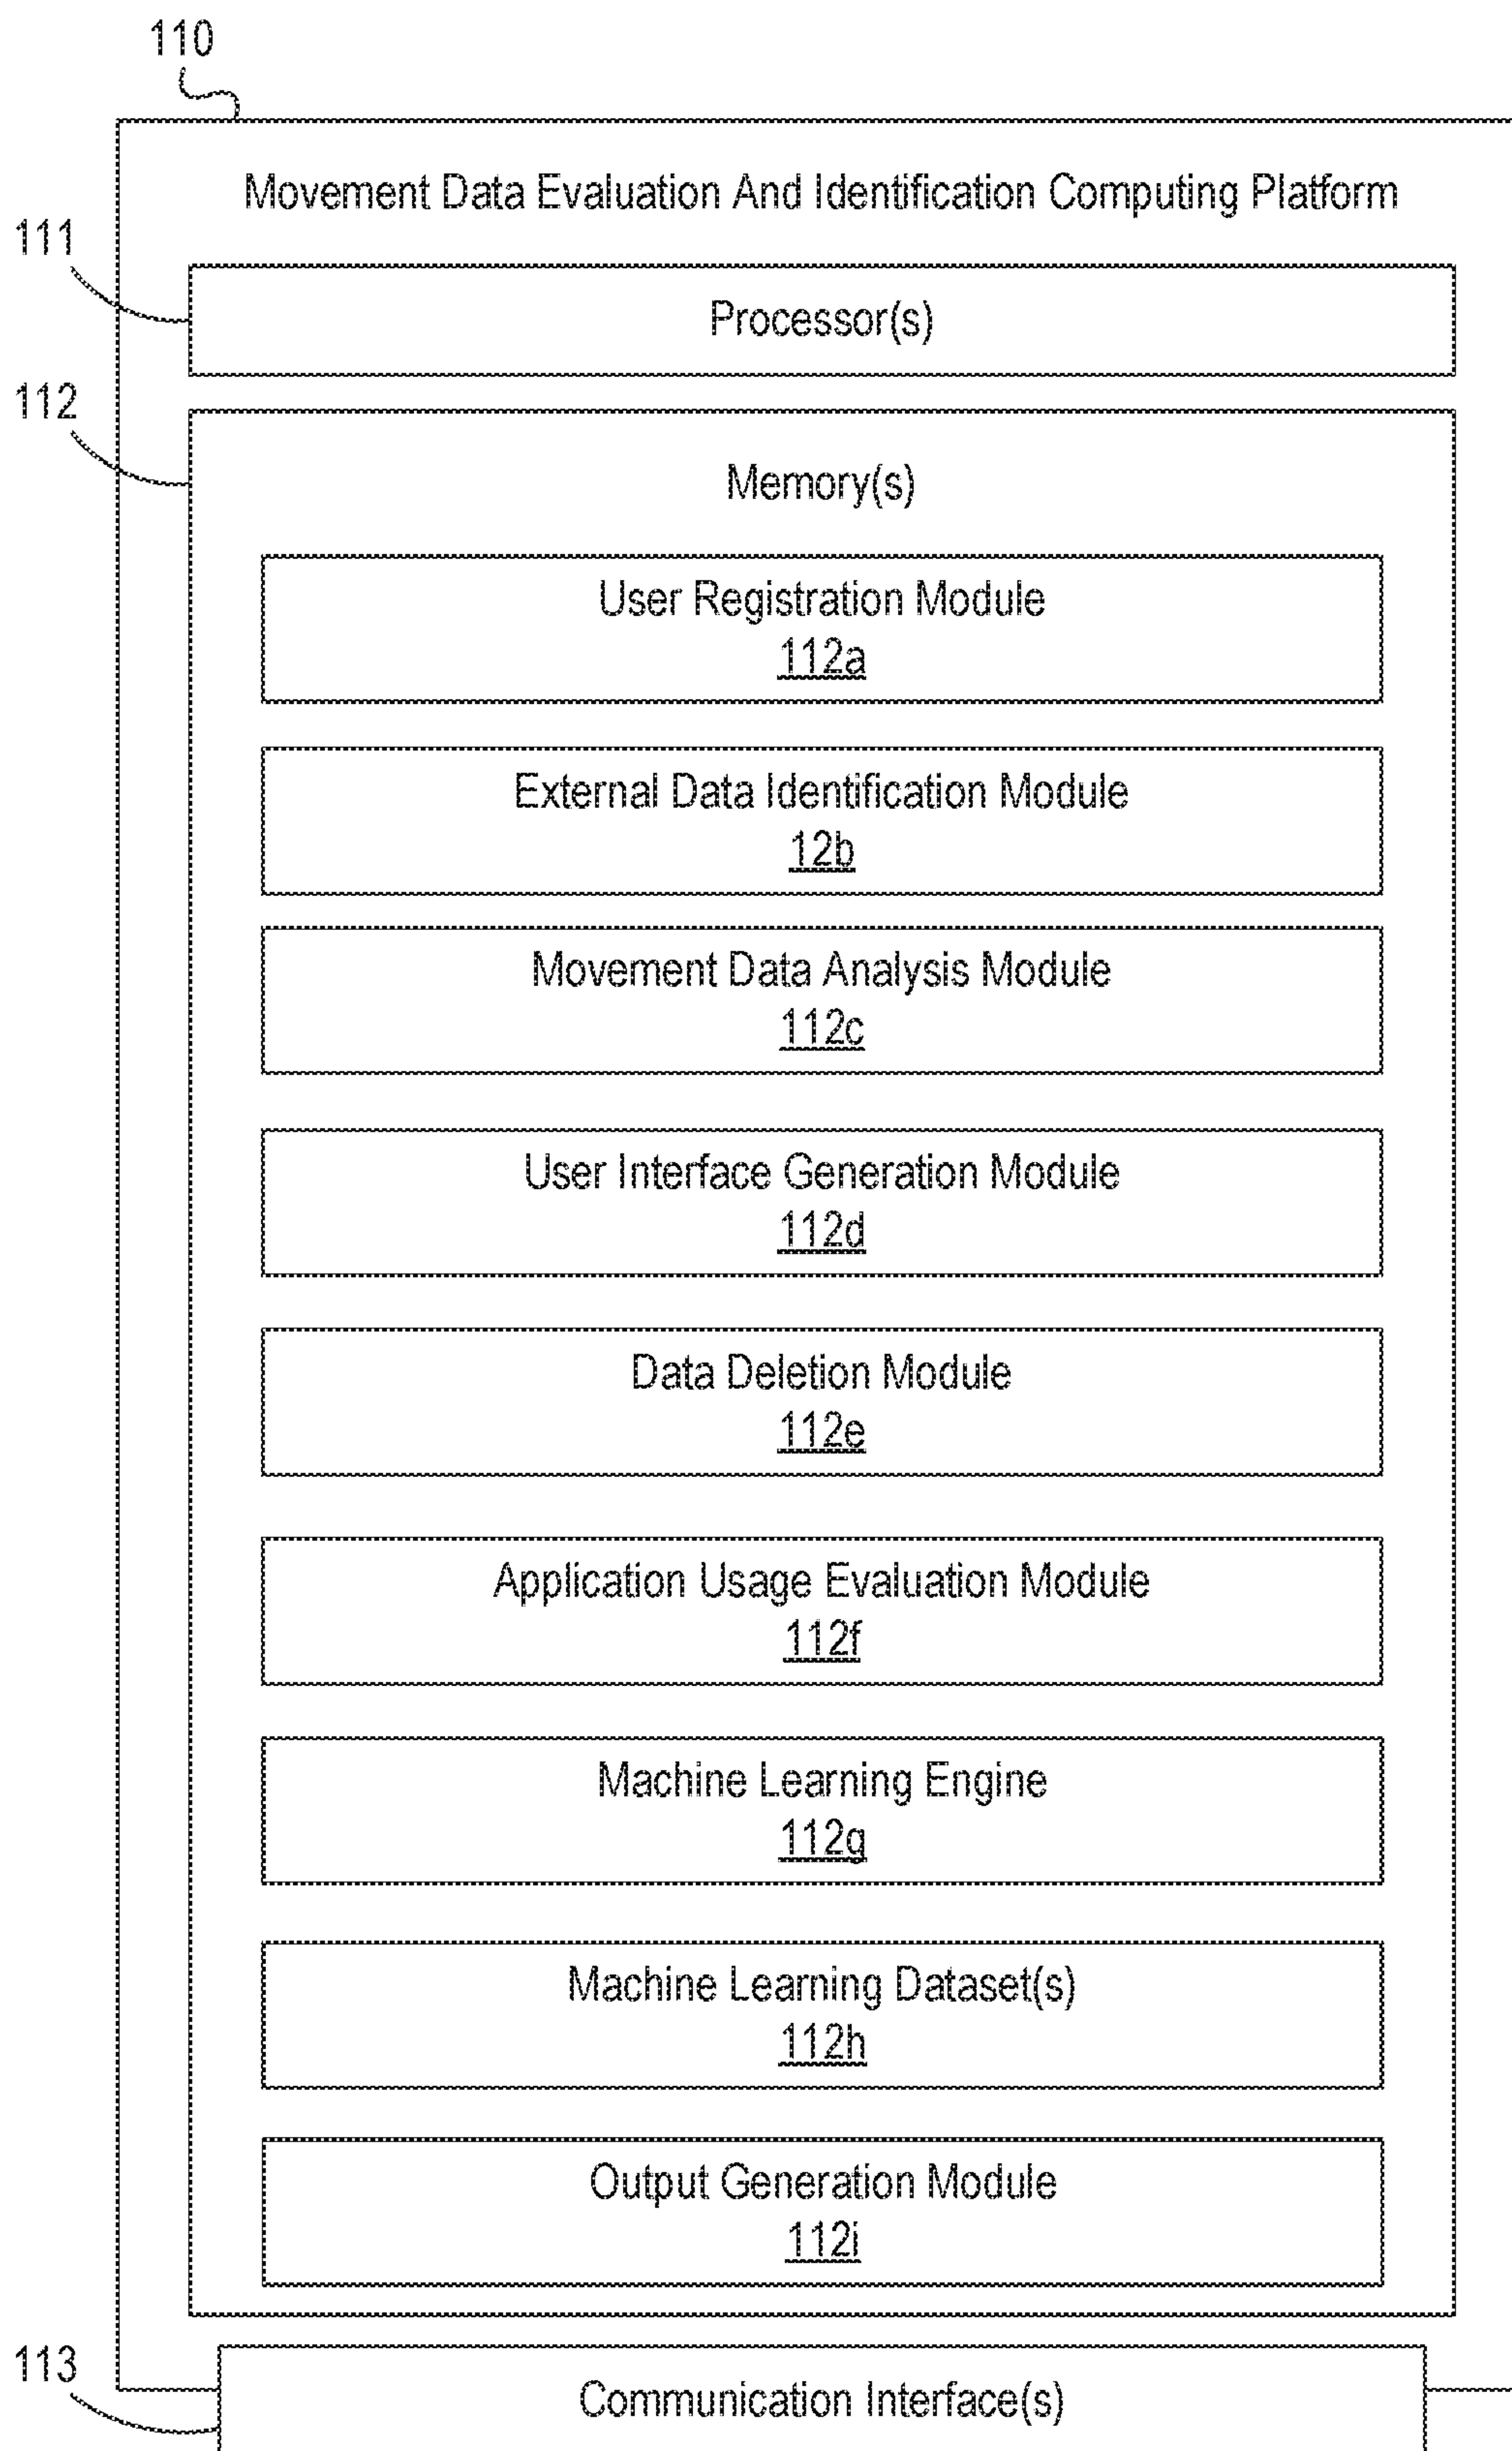 110
Movement Data Evaluation And Identification Computing Platform
111
Processor(s)
112
Memory(s)
User Registration Module
112a
External Data Identification Module
12b
Movement Data Analysis Module
112c
User Interface Generation Module
112d
Data Deletion Module
112e
Application Usage Evaluation Module
112f
Machine Learning Engine
112g
Machine Learning Dataset(s)
112h
Output Generation Module
112i
113
Communication Interface(s)